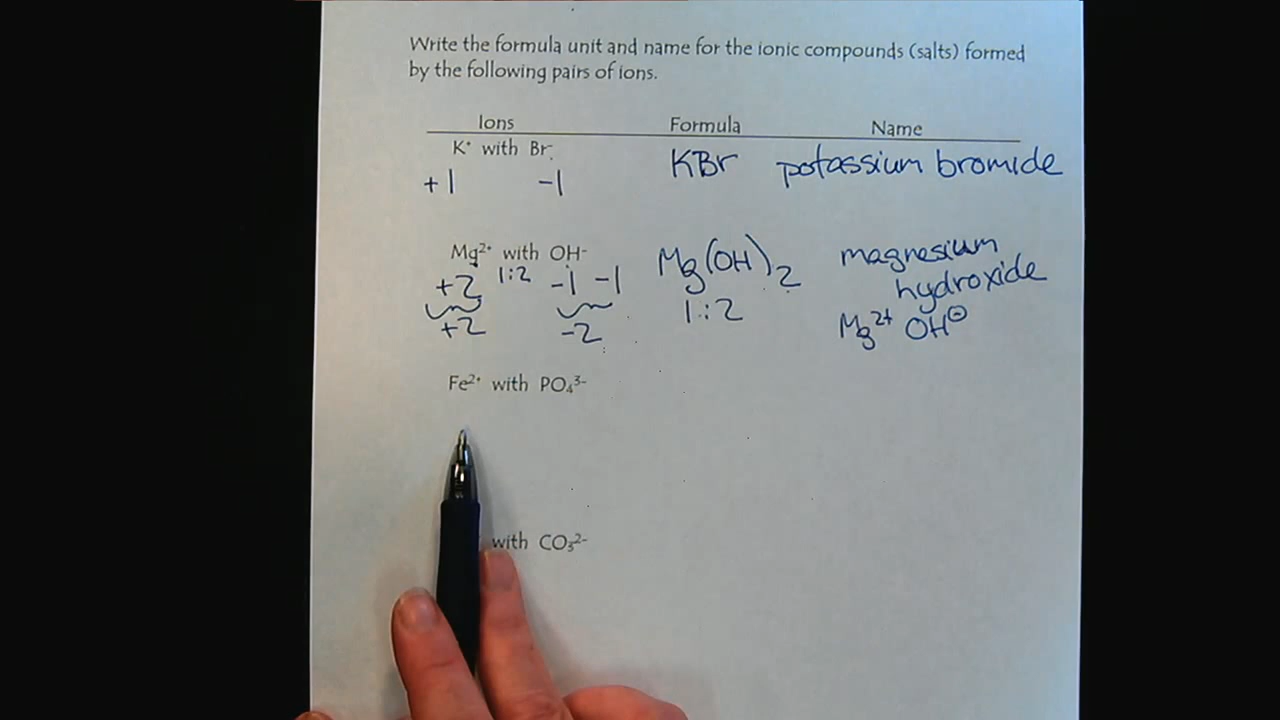 Write the formula unit and name for the ionic compounds (salts) formed
by the following pairs of ions.
Ions Formula Name
K⁺ with Br⁻ KBr potassium bromide
+1 -1
Mg²⁺ with OH⁻ Mg(OH)₂ magnesium
+2 1:2 -1 -1 1:2 hydroxide
+2 -2 Mg²⁺ OH⊖
Fe²⁺ with PO₄³⁻
with CO₃²⁻